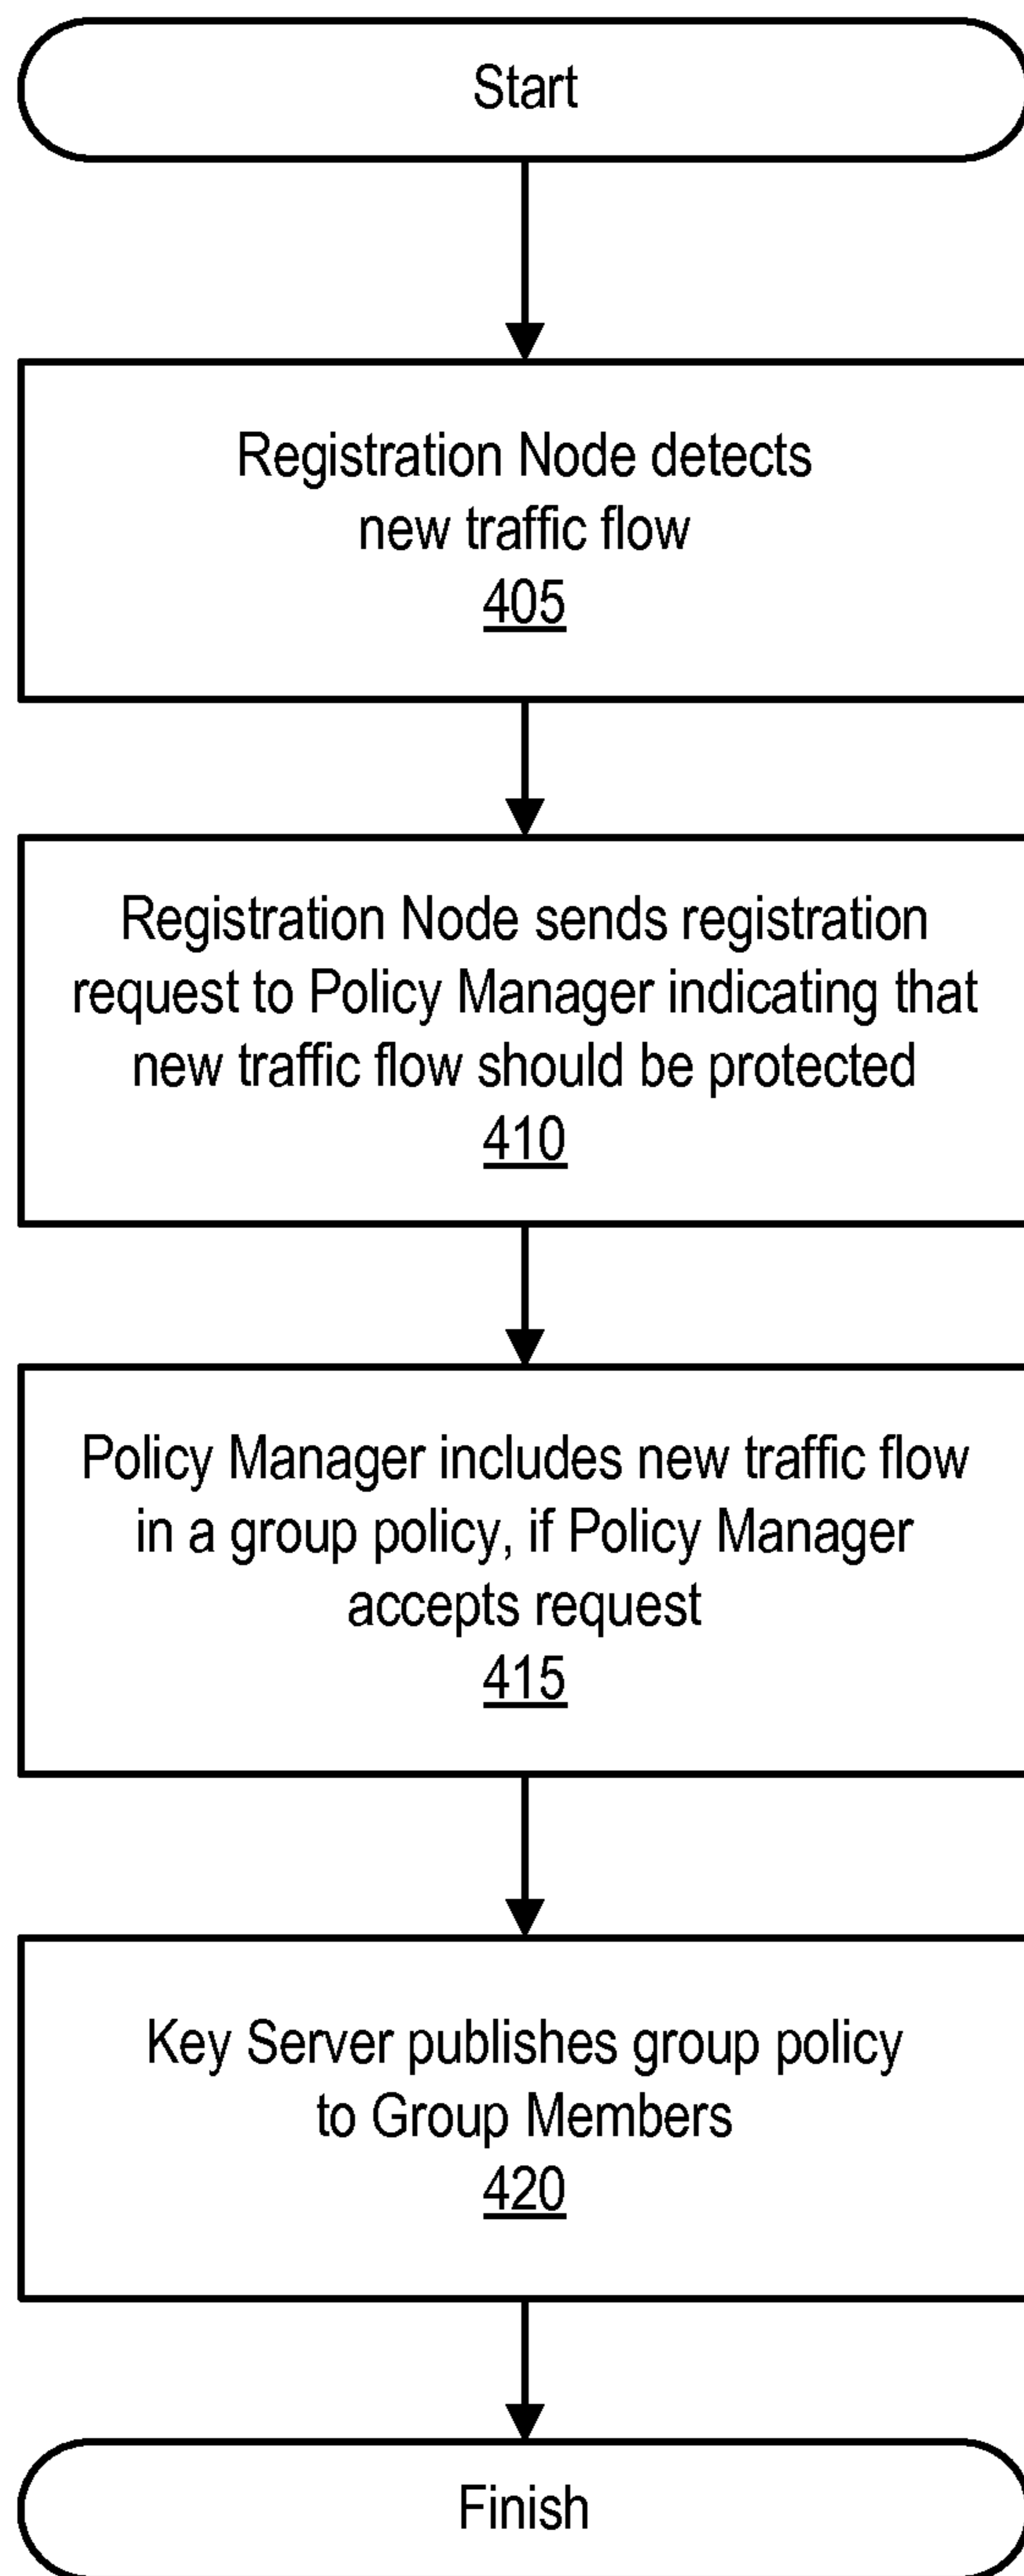 Start
Registration Node detects
new traffic flow
405
Registration Node sends registration
request to Policy Manager indicating that
new traffic flow should be protected
410
Policy Manager includes new traffic flow
in a group policy, if Policy Manager
accepts request
415
Key Server publishes group policy
to Group Members
420
Finish